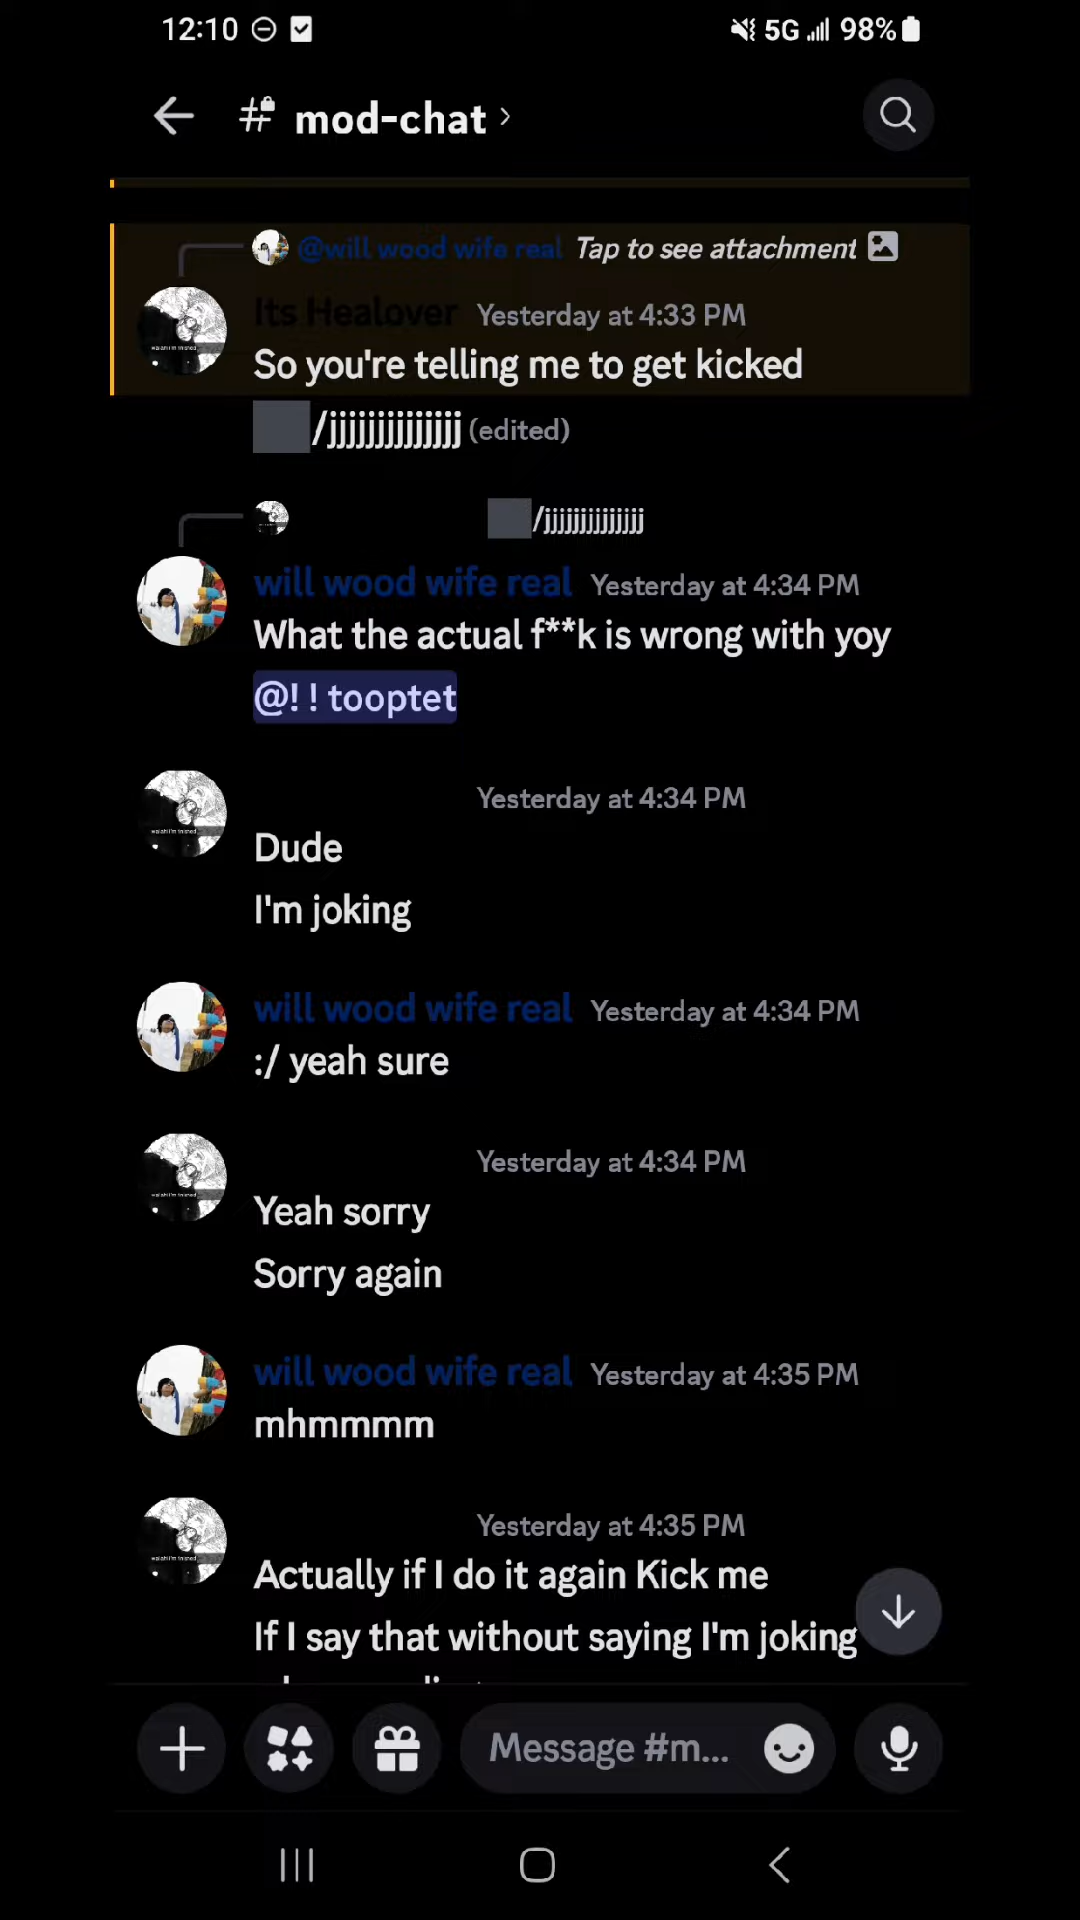 12:10 5G 98%
# mod-chat ›
@will wood wife real Tap to see attachment
Its Healover Yesterday at 4:33 PM
So you're telling me to get kicked
/jjjjjjjjjjjjjj (edited)
/jjjjjjjjjjjjjj
will wood wife real Yesterday at 4:34 PM
What the actual f**k is wrong with yoy
@! ! tooptet
Yesterday at 4:34 PM
Dude
I'm joking
will wood wife real Yesterday at 4:34 PM
:/ yeah sure
Yesterday at 4:34 PM
Yeah sorry
Sorry again
will wood wife real Yesterday at 4:35 PM
mhmmmm
Yesterday at 4:35 PM
Actually if I do it again Kick me
If I say that without saying I'm joking
Message #m...